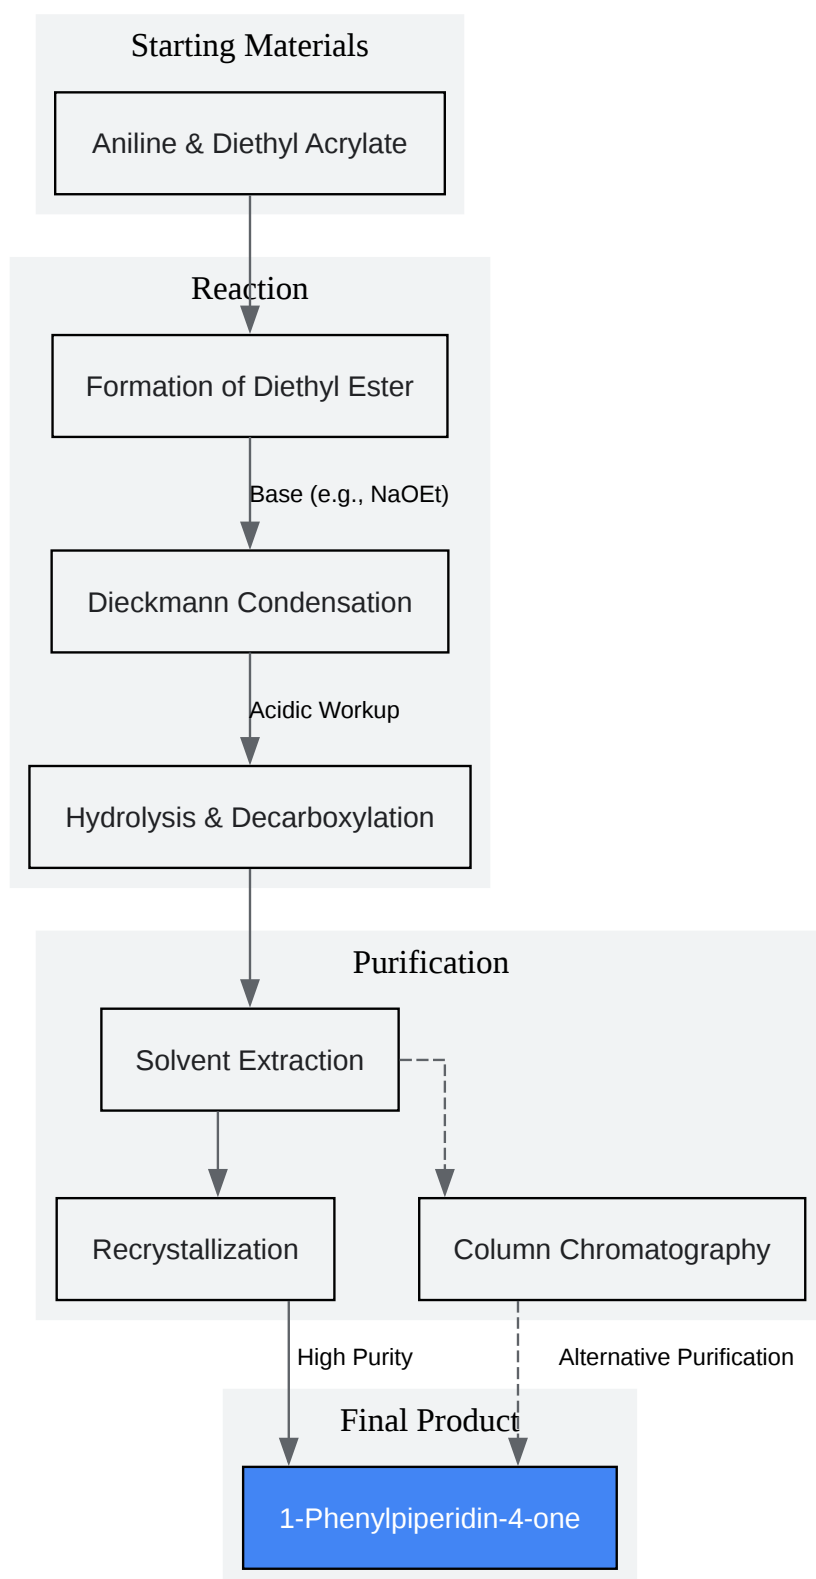 Starting Materials
Aniline & Diethyl Acrylate
Reaction
Formation of Diethyl Ester
Base (e.g., NaOEt)
Dieckmann Condensation
Acidic Workup
Hydrolysis & Decarboxylation
Purification
Solvent Extraction
Recrystallization
Column Chromatography
High Purity
Alternative Purification
Final Product
1-Phenylpiperidin-4-one